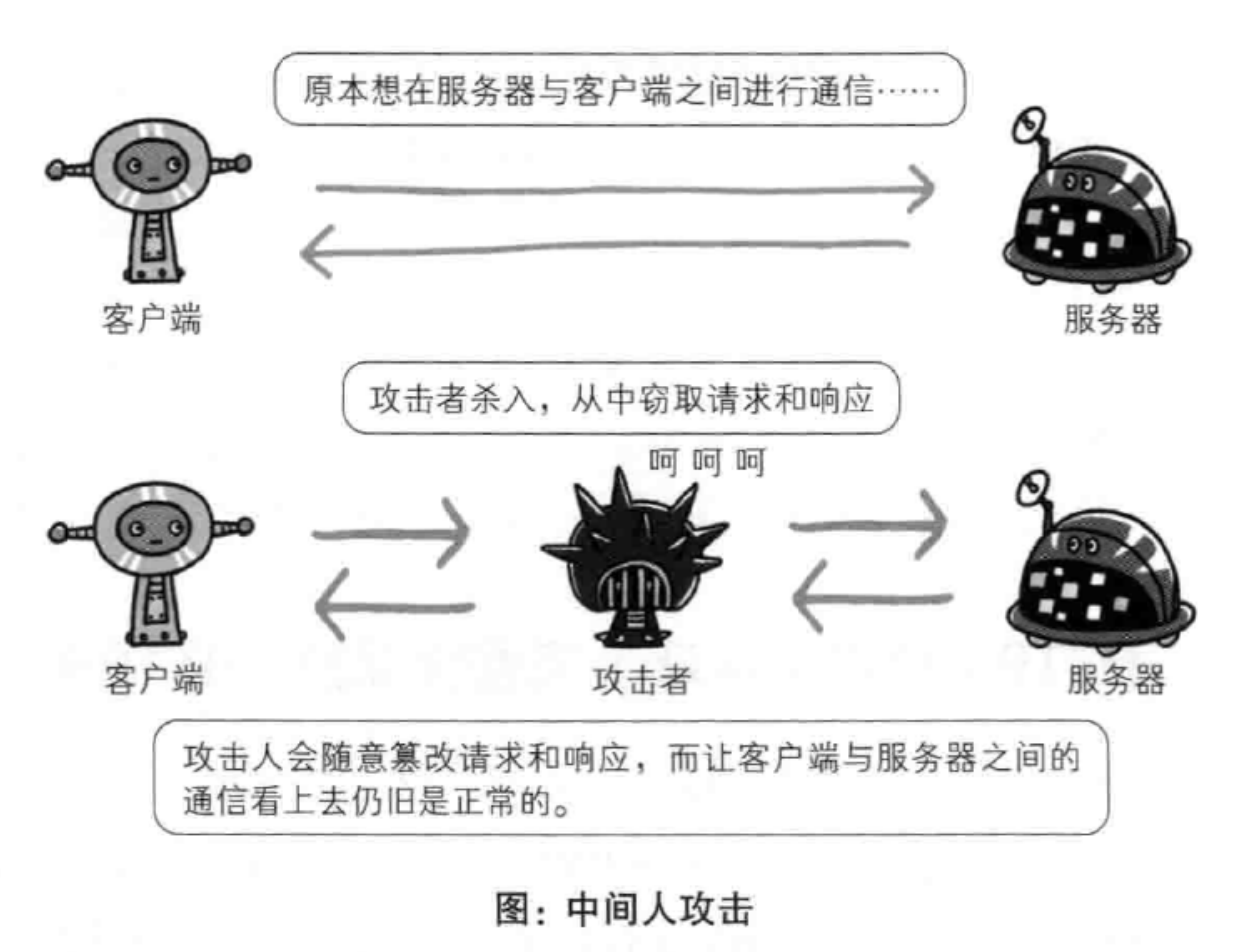 原本想在服务器与客户端之间进行通信……
客户端
服务器
攻击者杀入，从中窃取请求和响应
呵呵呵
客户端
攻击者
服务器
攻击人会随意篡改请求和响应，而让客户端与服务器之间的
通信看上去仍旧是正常的。
图：中间人攻击